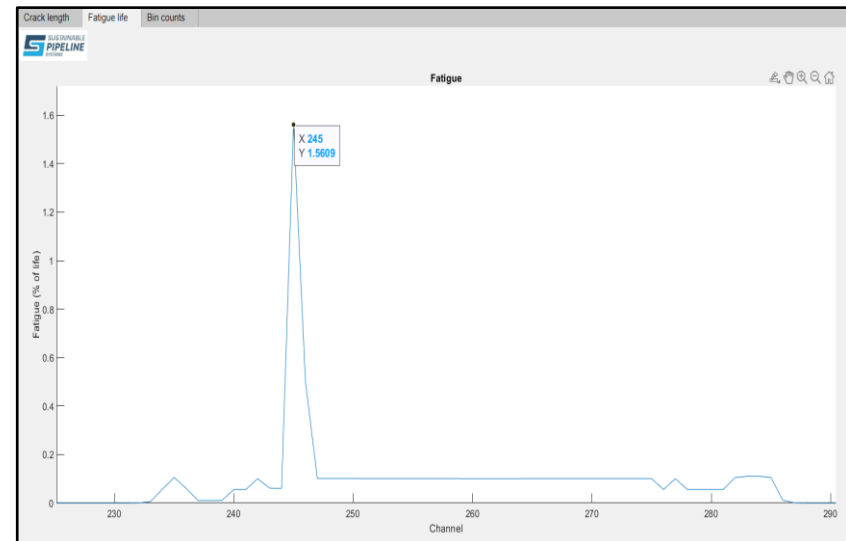 Crack length Fatigue life Bin counts
SUSTAINABLE
PIPELINE
SYSTEMS
Fatigue
1.6
X 245
Y 1.5609
1.4
1.2
1
0.8
0.6
0.4
0.2
0
Fatigue (% of life)
230 240 250 260 270 280 290
Channel